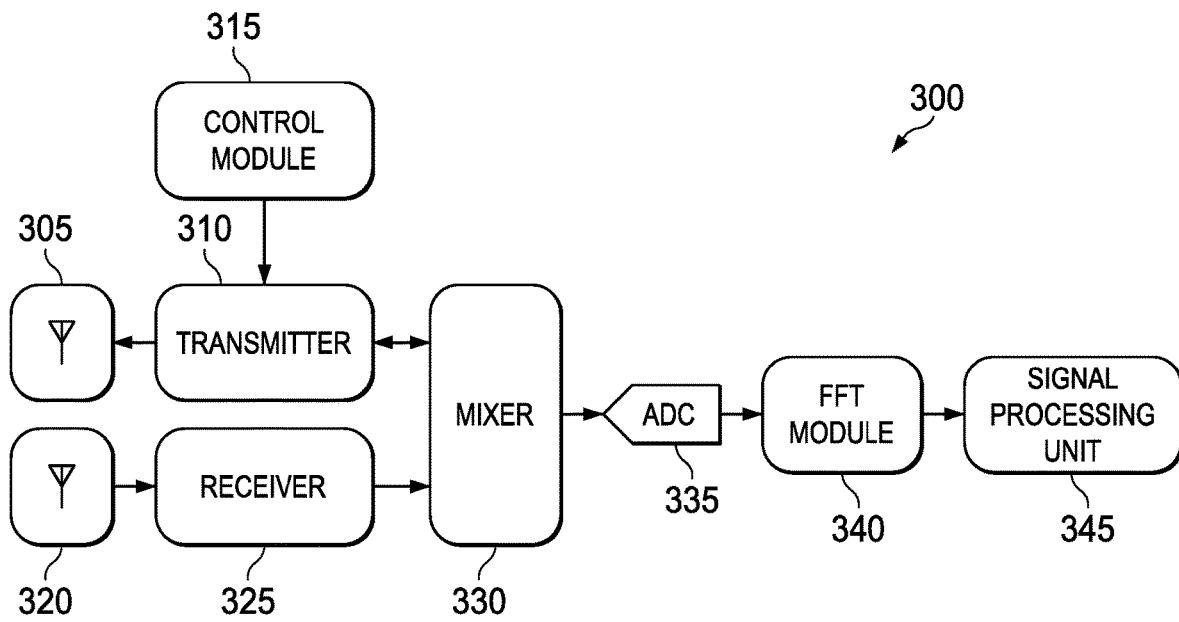 315
CONTROL
MODULE
300
305
310
TRANSMITTER
MIXER
ADC
FFT
MODULE
SIGNAL
PROCESSING
UNIT
RECEIVER
335
340
345
320
325
330